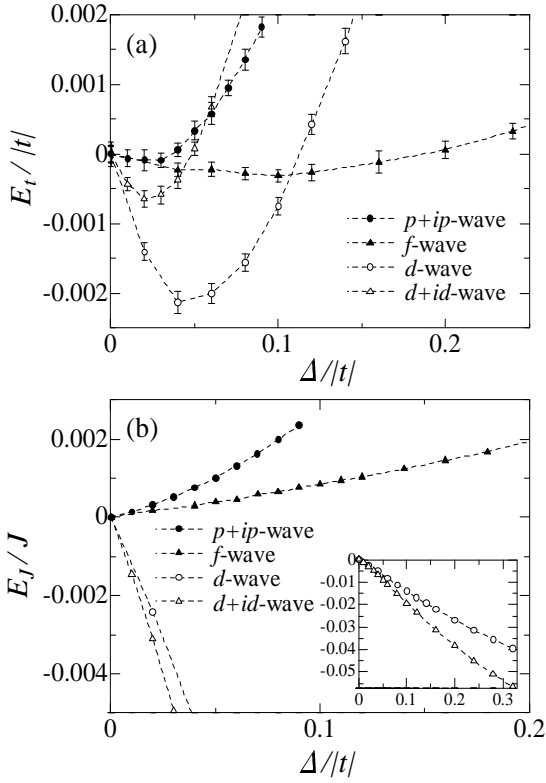 0.002
(a)
0.001
0
-0.001
-0.002
E_t / |t|
p+ip-wave
f-wave
d-wave
d+id-wave
0
0.1
0.2
Δ/|t|
(b)
0.002
0
-0.002
-0.004
E_J / J
p+ip-wave
f-wave
d-wave
d+id-wave
0
-0.01
-0.02
-0.03
-0.04
-0.05
0
0.1
0.2
0.3
0
0.1
0.2
Δ/|t|